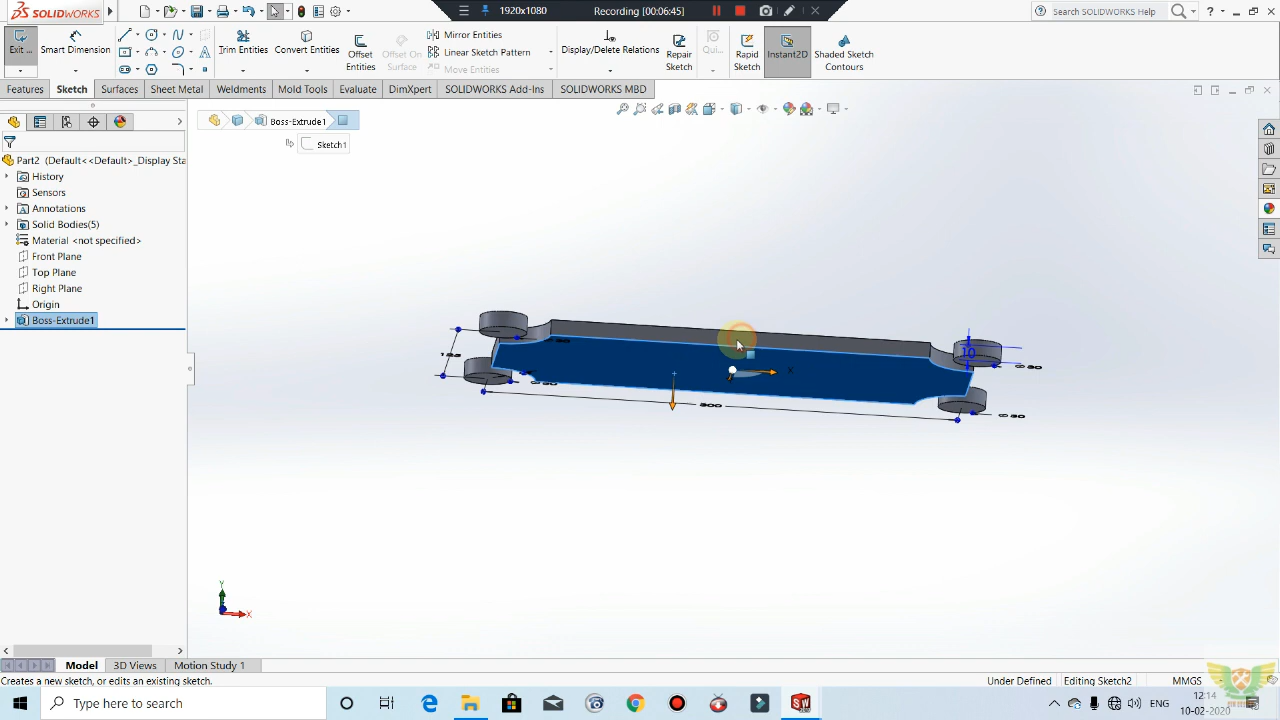 SOLIDWORKS
1920x1080
Recording [00:06:45]
Search SOLIDWORKS Help
Exit ...
Smart Dimension
Trim Entities
Convert Entities
Offset Entities
Offset On Surface
Mirror Entities
Linear Sketch Pattern
Move Entities
Display/Delete Relations
Repair Sketch
Qui...
Rapid Sketch
Instant2D
Shaded Sketch Contours
Features
Sketch
Surfaces
Sheet Metal
Weldments
Mold Tools
Evaluate
DimXpert
SOLIDWORKS Add-Ins
SOLIDWORKS MBD
Boss-Extrude1
Sketch1
Part2 (Default<<Default>_Display Sta
History
Sensors
Annotations
Solid Bodies(5)
Material <not specified>
Front Plane
Top Plane
Right Plane
Origin
Boss-Extrude1
10
X
300
Y
X
Model
3D Views
Motion Study 1
Creates a new sketch, or edits an existing sketch.
Under Defined
Editing Sketch2
MMGS
Type here to search
ENG
12:14
10-02-2020